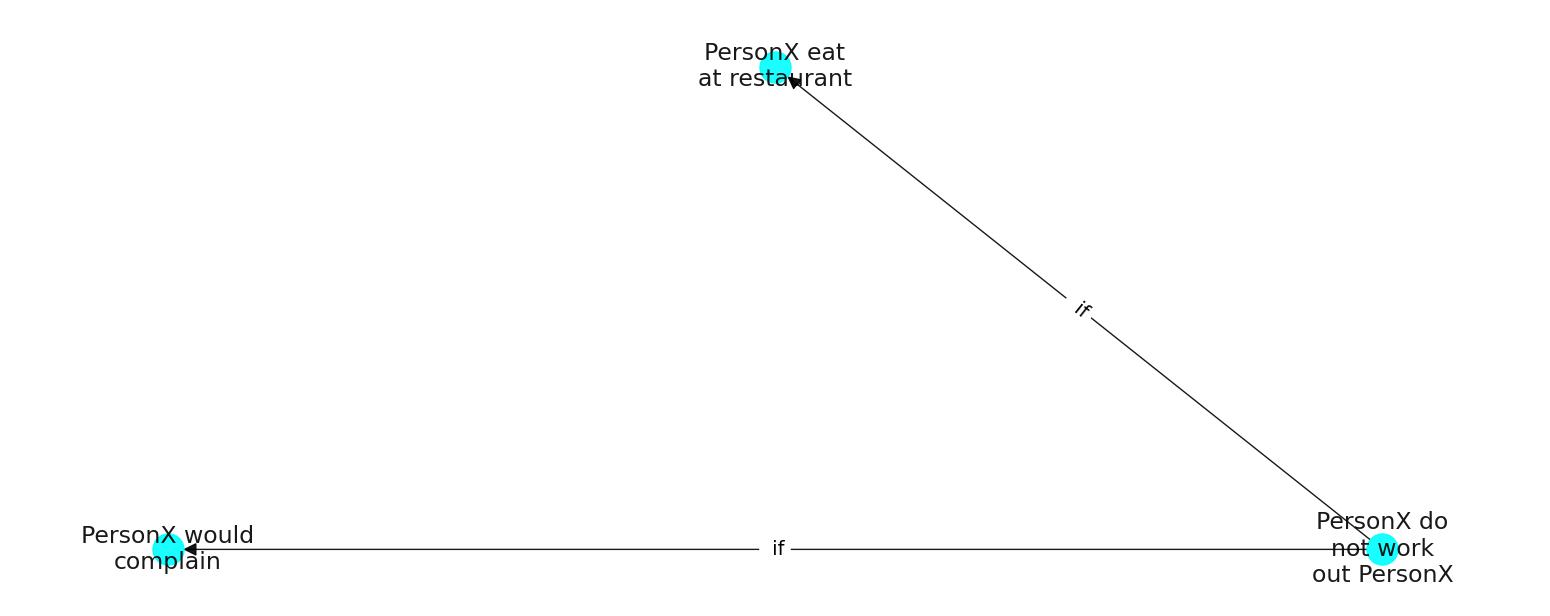 PersonX eat
at restaurant
if
PersonX would
complain
if
PersonX do
not work
out PersonX